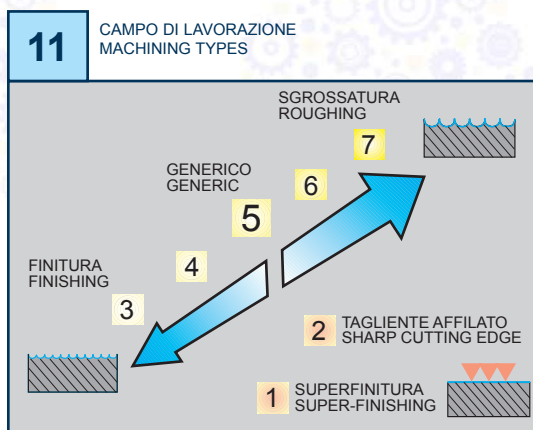 11
CAMPO DI LAVORAZIONE
MACHINING TYPES
SGROSSATURA
ROUGHING
7
GENERICO
GENERIC
6
5
4
FINITURA
FINISHING
3
2
TAGLIENTE AFFILATO
SHARP CUTTING EDGE
1
SUPERFINITURA
SUPER-FINISHING